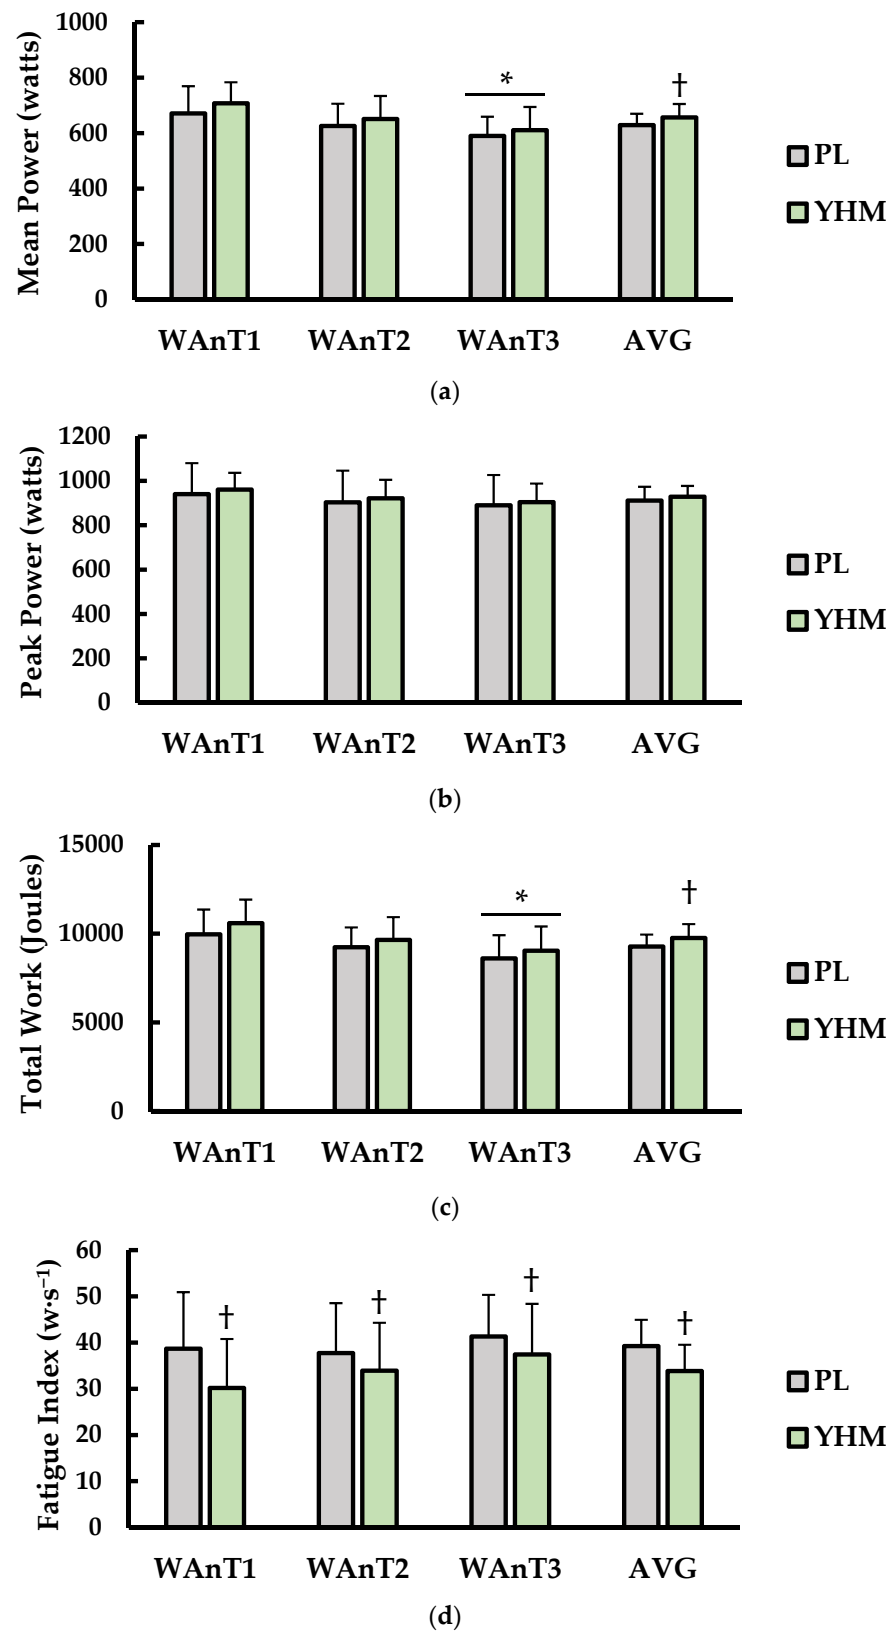 Mean Power (watts)
1000
800
600
400
200
0
*
†
WAnT1 WAnT2 WAnT3 AVG
PL
YHM
(a)
Peak Power (watts)
1200
1000
800
600
400
200
0
WAnT1 WAnT2 WAnT3 AVG
PL
YHM
(b)
Total Work (Joules)
15000
10000
5000
0
*
†
WAnT1 WAnT2 WAnT3 AVG
PL
YHM
(c)
Fatigue Index (w·s⁻¹)
60
50
40
30
20
10
0
† † † †
WAnT1 WAnT2 WAnT3 AVG
PL
YHM
(d)